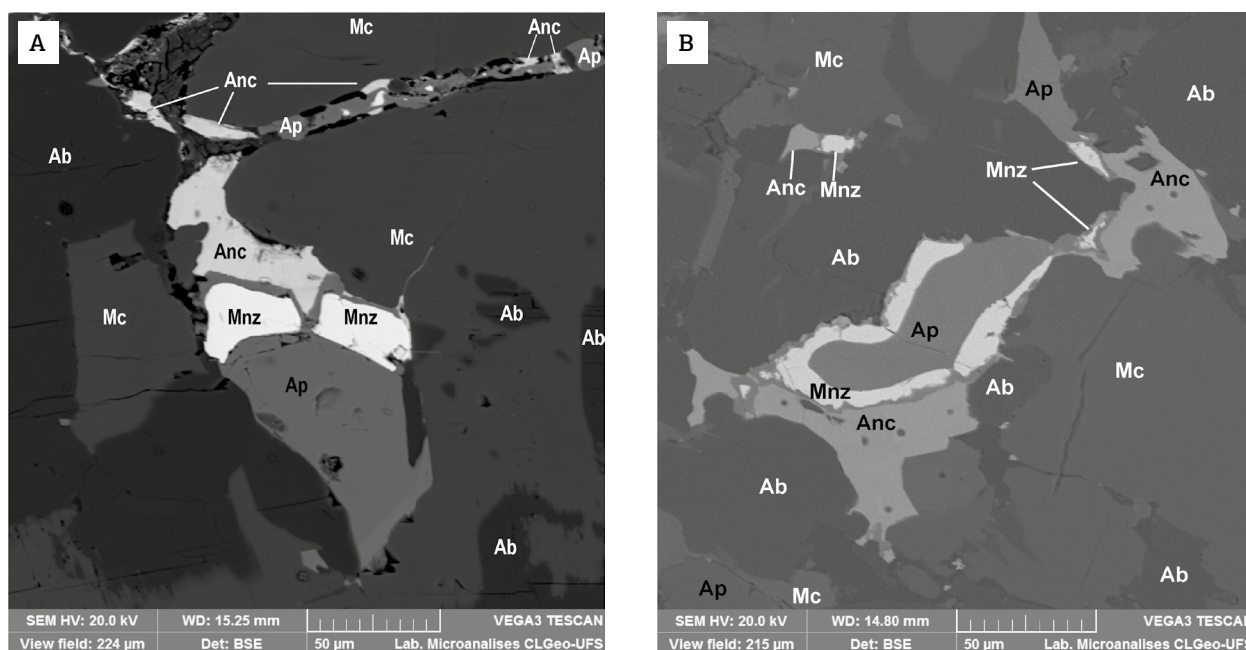 A
Mc
Anc
Ap
Anc
Ap
Ab
Mc
Anc
Mc
Mnz
Mnz
Ab
Ab
Ap
Ab
SEM HV: 20.0 kV WD: 15.25 mm VEGA3 TESCAN
View field: 224 µm Det: BSE 50 µm Lab. Microanalises CLGeo-UFS
B
Mc
Ap
Ab
Mnz
Anc
Anc
Mnz
Ab
Ap
Mc
Mnz
Ab
Anc
Ab
Ab
Ap
Mc
SEM HV: 20.0 kV WD: 14.80 mm VEGA3 TESCAN
View field: 215 µm Det: BSE 50 µm Lab. Microanalises CLGeo-UFS